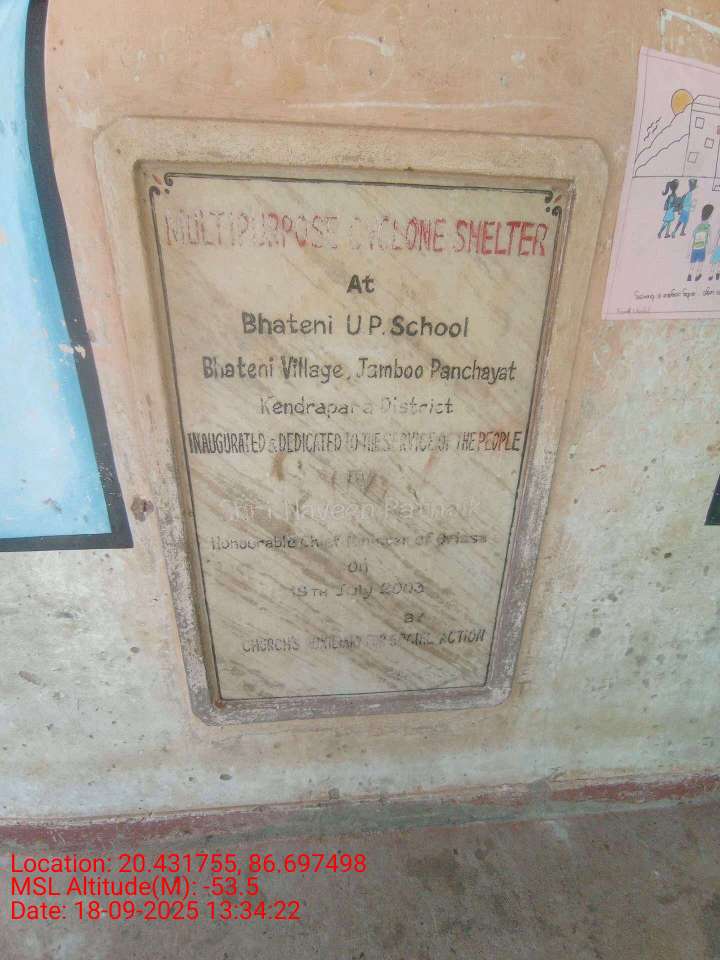 MULTIPURPOSE CYCLONE SHELTER
At
Bhateni U.P. School
Bhateni Village, Jamboo Panchayat
Kendrapara District
INAUGURATED & DEDICATED TO THE SERVICE OF THE PEOPLE
BY
Shri Naveen Patnaik
Honourable Chief Minister of Orissa
On
July 2003
BY
CHURCH'S AUXILIARY FOR SOCIAL ACTION
Location: 20.431755, 86.697498
MSL Altitude(M): -53.5
Date: 18-09-2025 13:34:22